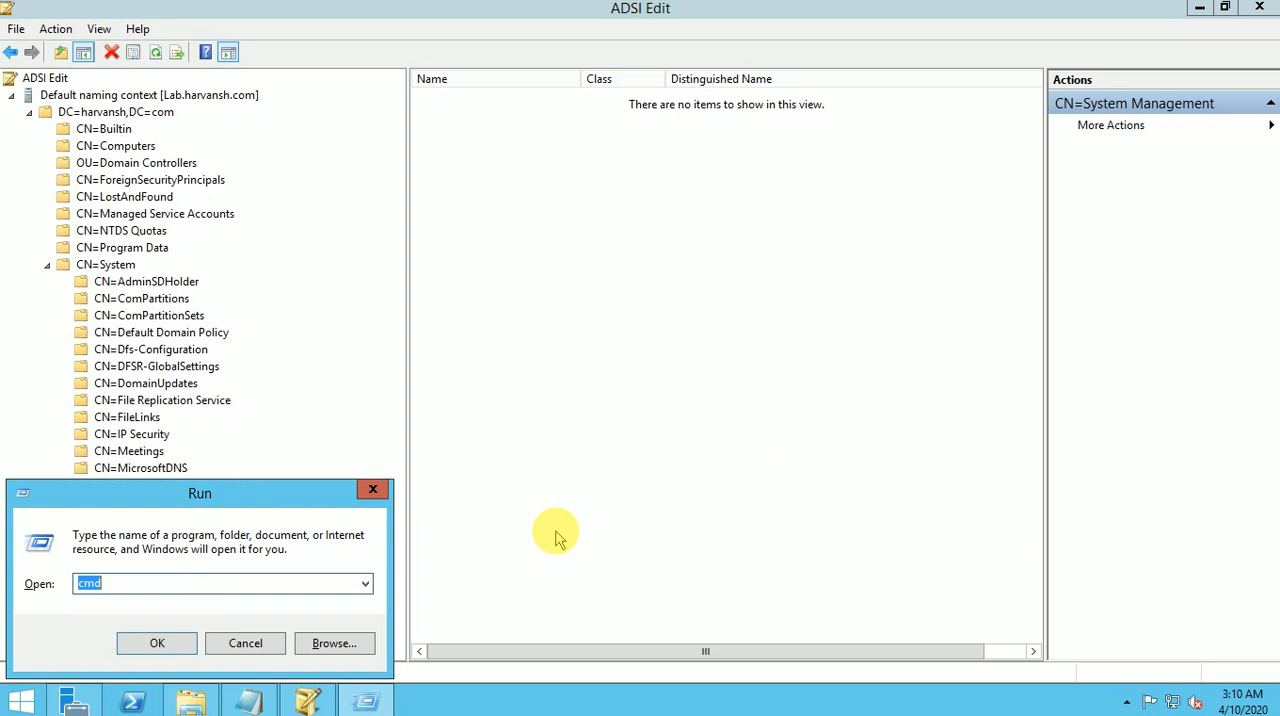 ADSI Edit
File Action View Help
ADSI Edit
Default naming context [Lab.harvansh.com]
DC=harvansh,DC=com
CN=Builtin
CN=Computers
OU=Domain Controllers
CN=ForeignSecurityPrincipals
CN=LostAndFound
CN=Managed Service Accounts
CN=NTDS Quotas
CN=Program Data
CN=System
CN=AdminSDHolder
CN=ComPartitions
CN=ComPartitionSets
CN=Default Domain Policy
CN=Dfs-Configuration
CN=DFSR-GlobalSettings
CN=DomainUpdates
CN=File Replication Service
CN=FileLinks
CN=IP Security
CN=Meetings
CN=MicrosoftDNS
Name Class Distinguished Name
There are no items to show in this view.
Actions
CN=System Management
More Actions
Run
Type the name of a program, folder, document, or Internet
resource, and Windows will open it for you.
Open: cmd
OK Cancel Browse...
3:10 AM
4/10/2020